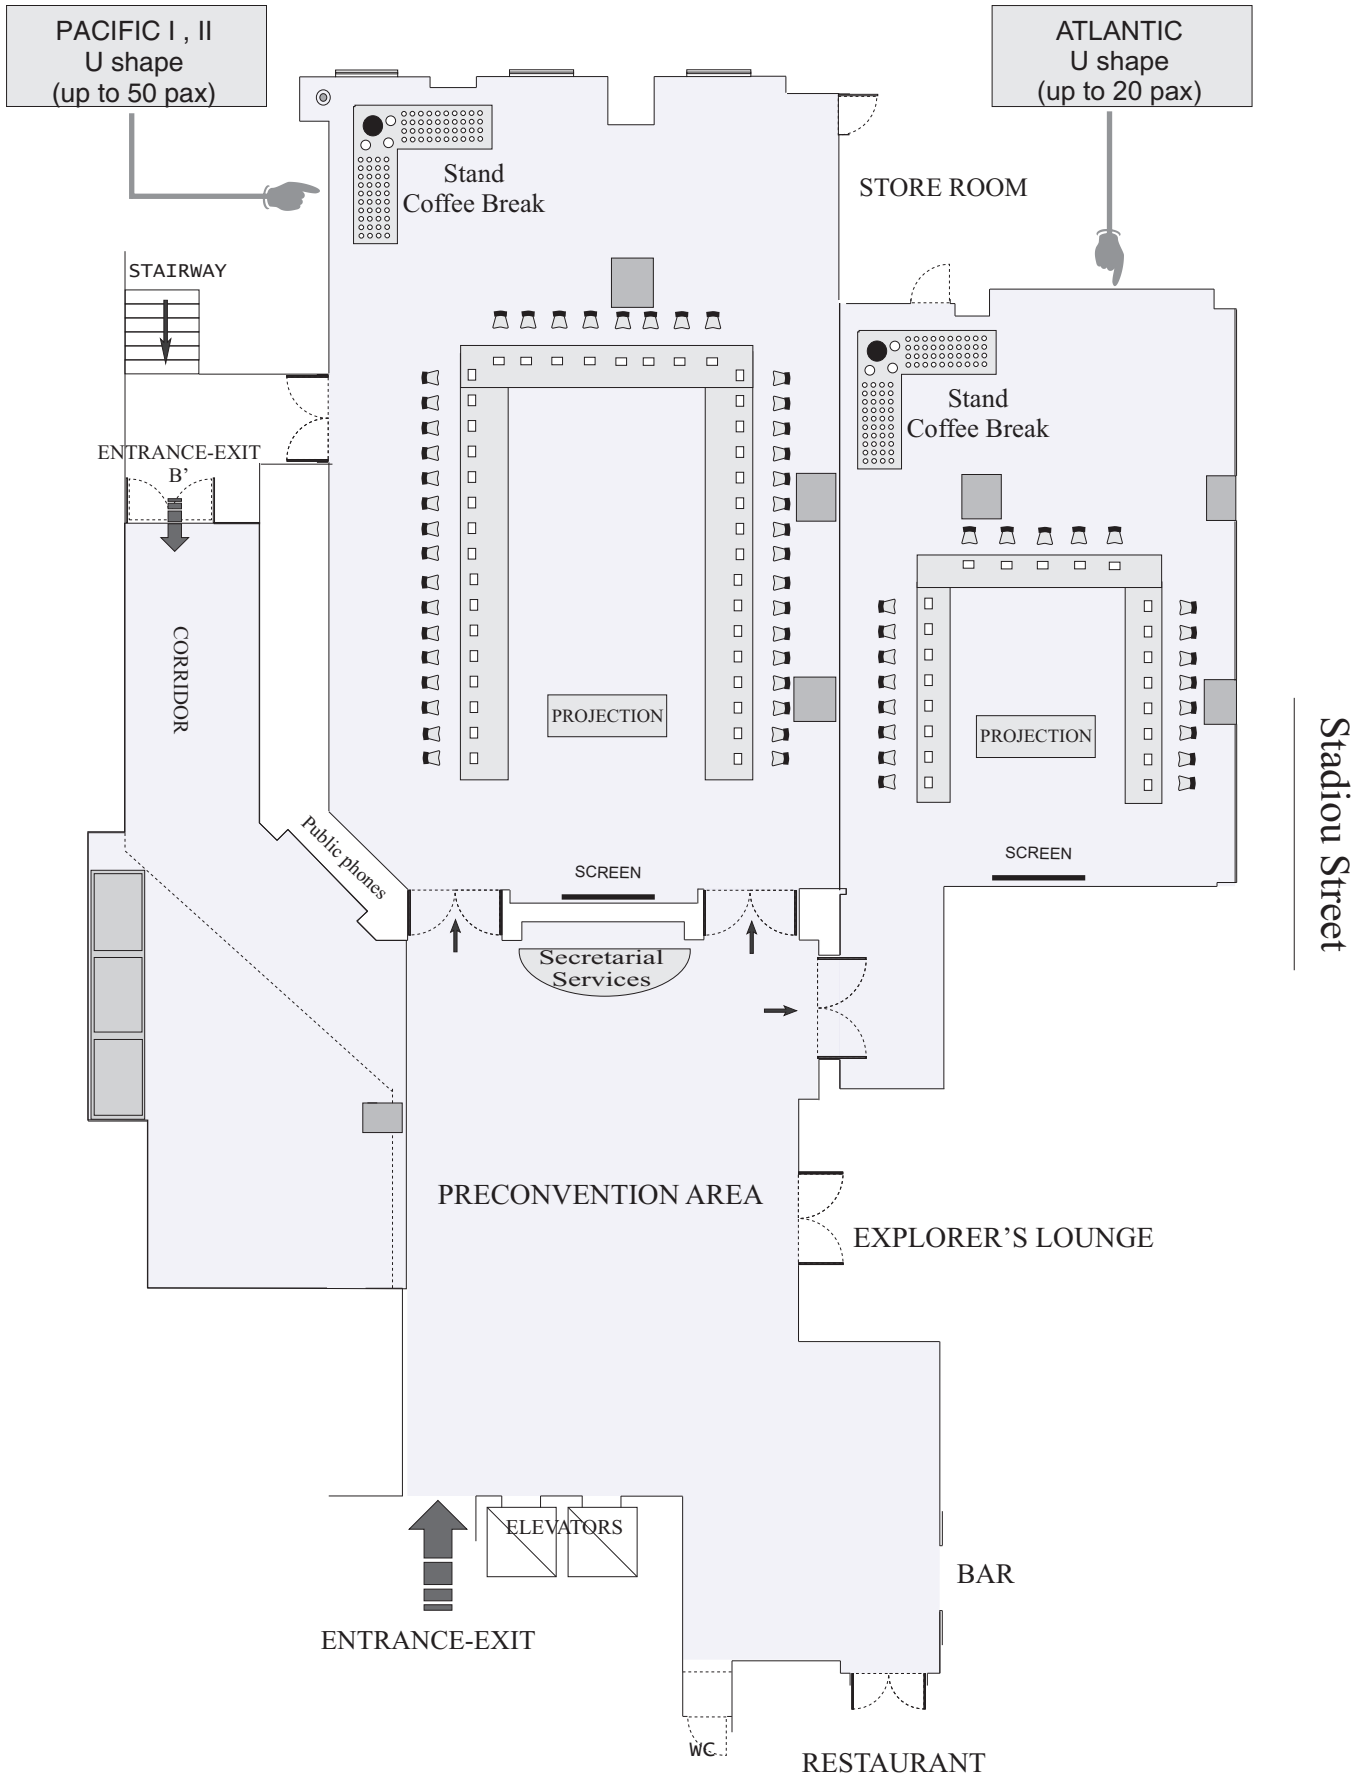 PACIFIC I , II
U shape
(up to 50 pax)
ATLANTIC
U shape
(up to 20 pax)
Stand
Coffee Break
STORE ROOM
STAIRWAY
Stand
Coffee Break
ENTRANCE-EXIT
B’
CORRIDOR
PROJECTION
PROJECTION
Stadiou Street
Public phones
SCREEN
SCREEN
Secretarial
Services
PRECONVENTION AREA
EXPLORER’S LOUNGE
ELEVATORS
BAR
ENTRANCE-EXIT
WC
RESTAURANT